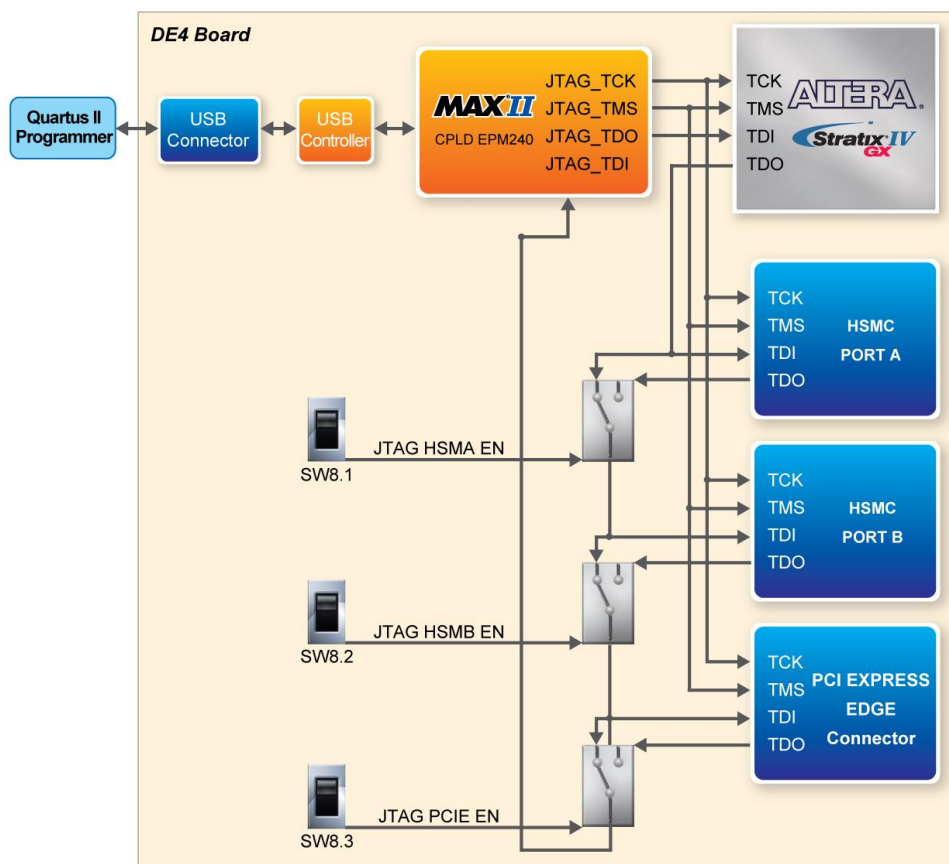 DE4 Board
Quartus II
Programmer
USB
Connector
USB
Controller
MAX II
CPLD EPM240
JTAG_TCK
JTAG_TMS
JTAG_TDO
JTAG_TDI
TCK
TMS
TDI
TDO
ALTERA®
Stratix IV
GX
TCK
TMS
TDI
TDO
HSMC
PORT A
JTAG HSMA EN
SW8.1
TCK
TMS
TDI
TDO
HSMC
PORT B
JTAG HSMB EN
SW8.2
TCK
TMS
TDI
TDO
PCI EXPRESS
EDGE
Connector
JTAG PCIE EN
SW8.3